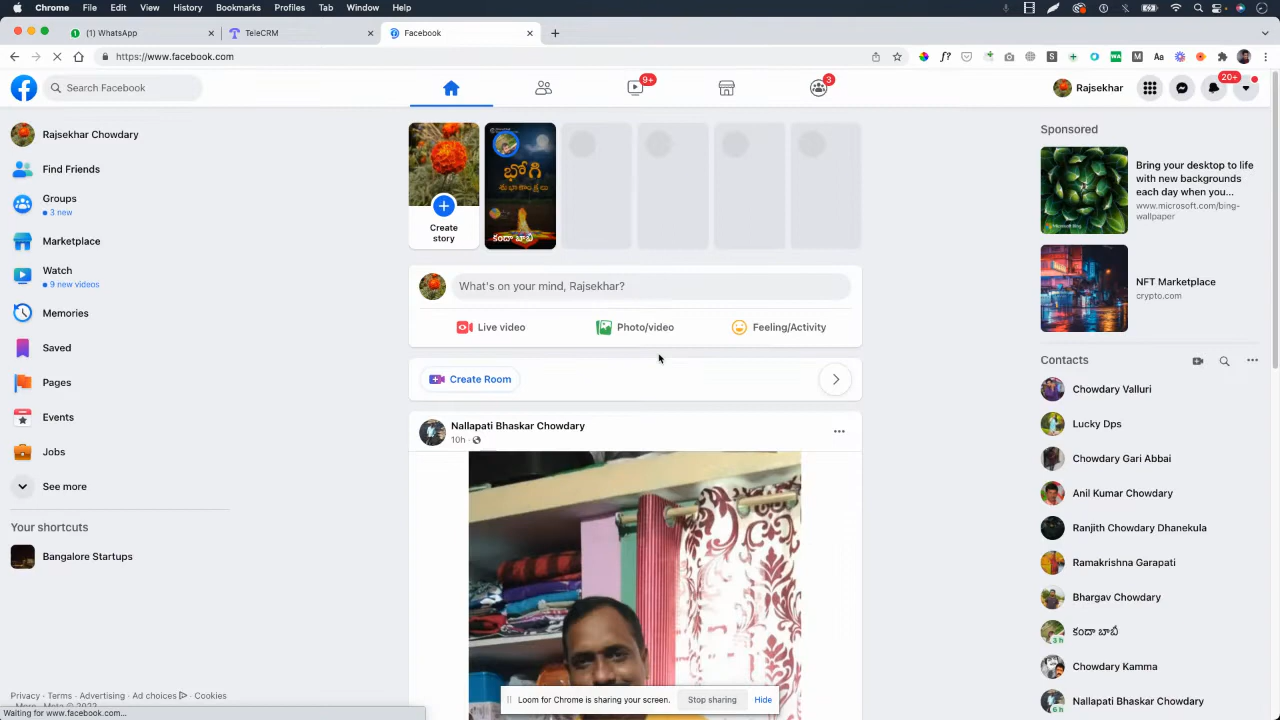 Chrome File Edit View History Bookmarks Profiles Tab Window Help
(1) WhatsApp
TeleCRM
Facebook
https://www.facebook.com
Search Facebook
9+
3
Rajsekhar
20+
Rajsekhar Chowdary
Find Friends
Groups
3 new
Marketplace
Watch
9 new videos
Memories
Saved
Pages
Events
Jobs
See more
Your shortcuts
Bangalore Startups
Privacy · Terms · Advertising · Ad choices · Cookies
Waiting for www.facebook.com...
Create
story
భోగి
శుభాకాంక్షలు
కందా బాబీ
What's on your mind, Rajsekhar?
Live video
Photo/video
Feeling/Activity
Create Room
Nallapati Bhaskar Chowdary
10h ·
Loom for Chrome is sharing your screen.
Stop sharing
Hide
Sponsored
Bring your desktop to life
with new backgrounds
each day when you...
www.microsoft.com/bing-
wallpaper
Microsoft Bing
NFT Marketplace
crypto.com
Contacts
Chowdary Valluri
Lucky Dps
Chowdary Gari Abbai
Anil Kumar Chowdary
Ranjith Chowdary Dhanekula
Ramakrishna Garapati
Bhargav Chowdary
కందా బాబీ
3 h
Chowdary Kamma
Nallapati Bhaskar Chowdary
6 h